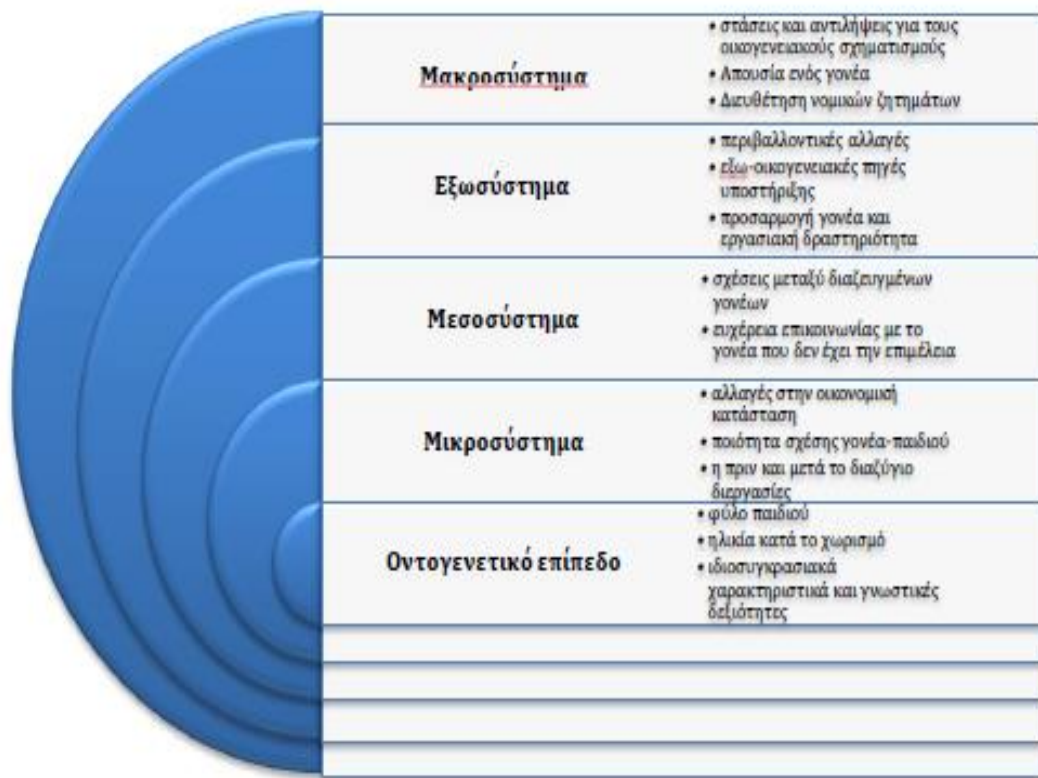 Μακροσύστημα
• στάσεις και αντιλήψεις για τους
οικογενειακούς σχηματισμούς
• Απουσία ενός γονέα
• Διευθέτηση νομικών ζητημάτων
Εξωσύστημα
• περιβαλλοντικές αλλαγές
• εξω-οικογενειακές πηγές
υποστήριξης
• προσαρμογή γονέα και
εργασιακή δραστηριότητα
Μεσοσύστημα
• σχέσεις μεταξύ διαζευγμένων
γονέων
• ευχέρεια επικοινωνίας με το
γονέα που δεν έχει την επιμέλεια
Μικροσύστημα
• αλλαγές στην οικονομική
κατάσταση
• ποιότητα σχέσης γονέα-παιδιού
• η πριν και μετά το διαζύγιο
διεργασίες
Οντογενετικό επίπεδο
• φύλο παιδιού
• ηλικία κατά το χωρισμό
• ιδιοσυγκρασιακά
χαρακτηριστικά και γνωστικές
δεξιότητες